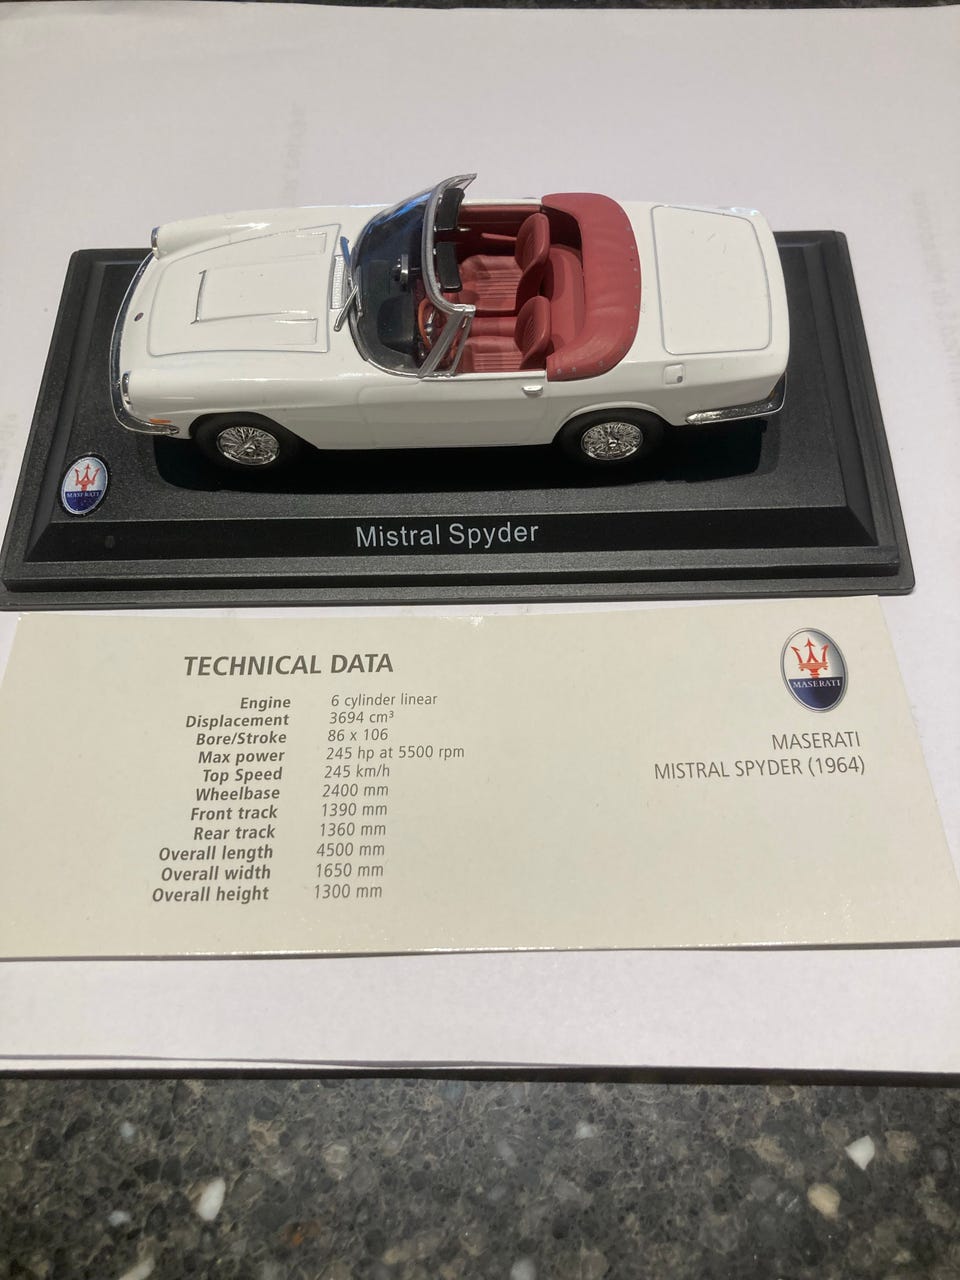 MASERATI
Mistral Spyder
TECHNICAL DATA
Engine 6 cylinder linear
Displacement 3694 cm³
Bore/Stroke 86 x 106
Max power 245 hp at 5500 rpm
Top Speed 245 km/h
Wheelbase 2400 mm
Front track 1390 mm
Rear track 1360 mm
Overall length 4500 mm
Overall width 1650 mm
Overall height 1300 mm
MASERATI
MASERATI
MISTRAL SPYDER (1964)